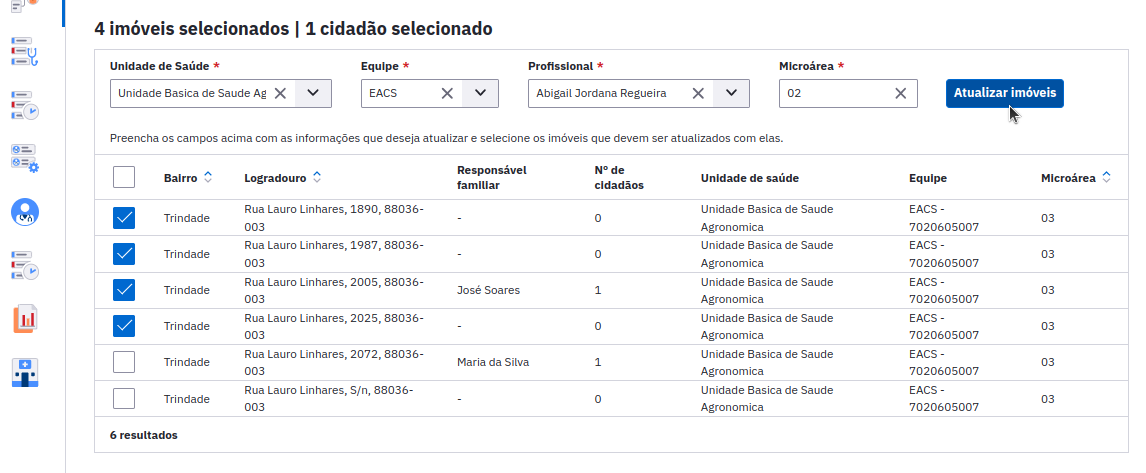 4 imóveis selecionados | 1 cidadão selecionado
Unidade de Saúde * Equipe * Profissional * Microárea *
Unidade Basica de Saude Ag EACS Abigail Jordana Regueira 02 Atualizar imóveis
Preencha os campos acima com as informações que deseja atualizar e selecione os imóveis que devem ser atualizados com elas.
Bairro Logradouro Responsável familiar Nº de cidadãos Unidade de saúde Equipe Microárea
Trindade Rua Lauro Linhares, 1890, 88036-003 - 0 Unidade Basica de Saude Agronomica EACS - 7020605007 03
Trindade Rua Lauro Linhares, 1987, 88036-003 - 0 Unidade Basica de Saude Agronomica EACS - 7020605007 03
Trindade Rua Lauro Linhares, 2005, 88036-003 José Soares 1 Unidade Basica de Saude Agronomica EACS - 7020605007 03
Trindade Rua Lauro Linhares, 2025, 88036-003 - 0 Unidade Basica de Saude Agronomica EACS - 7020605007 03
Trindade Rua Lauro Linhares, 2072, 88036-003 Maria da Silva 1 Unidade Basica de Saude Agronomica EACS - 7020605007 03
Trindade Rua Lauro Linhares, S/n, 88036-003 - 0 Unidade Basica de Saude Agronomica EACS - 7020605007 03
6 resultados